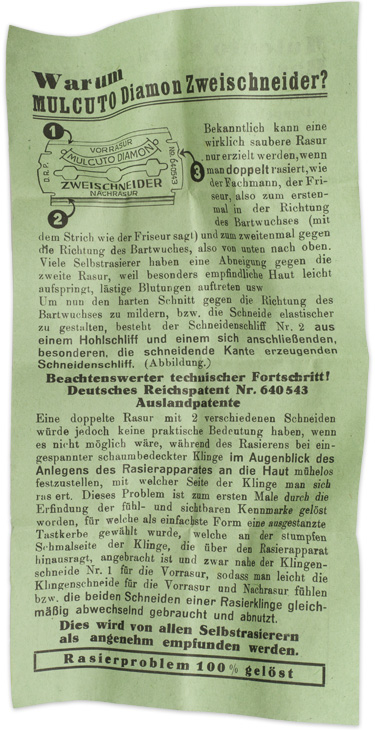 Warum
MULCUTO Diamon Zweischneider?
1
VORRASUR
MULCUTO DIAMON
D.R.P.
NO 640543
3
ZWEISCHNEIDER
NACHRASUR
2
Bekanntlich kann eine
wirklich saubere Rasur
nur erzielt werden, wenn
man doppelt rasiert, wie
der Fachmann, der Fri-
seur, also zum ersten-
mal in der Richtung
des Bartwuchses (mit
dem Strich wie der Friseur sagt) und zum zweitenmal gegen
die Richtung des Bartwuches, also von unten nach oben.
Viele Selbstrasierer haben eine Abneigung gegen die
zweite Rasur, weil besonders empfindliche Haut leicht
aufspringt, lästige Blutungen auftreten usw
Um nun den harten Schnitt gegen die Richtung des
Bartwuchses zu mildern, bzw. die Schneide elastischer
zu gestalten, besteht der Schneidenschliff Nr. 2 aus
einem Hohlschliff und einem sich anschließenden,
besonderen, die schneidende Kante erzeugenden
Schneidenschliff. (Abbildung.)
Beachtenswerter technischer Fortschritt!
Deutsches Reichspatent Nr. 640543
Auslandpatente
Eine doppelte Rasur mit 2 verschiedenen Schneiden
würde jedoch keine praktische Bedeutung haben, wenn
es nicht möglich wäre, während des Rasierens bei ein-
gespannter schaumbedeckter Klinge im Augenblick des
Anlegens des Rasierapparates an die Haut mühelos
festzustellen, mit welcher Seite der Klinge man sich
rasiert. Dieses Problem ist zum ersten Male durch die
Erfindung der fühl- und sichtbaren Kennmarke gelöst
worden, für welche als einfachste Form eine ausgestanzte
Tastkerbe gewählt wurde, welche an der stumpfen
Schmalseite der Klinge, die über den Rasierapparat
hinausragt, angebracht ist und zwar nahe der Klingen-
schneide Nr. 1 für die Vorrasur, sodass man leicht die
Klingenschneide für die Vorrasur und Nachrasur fühlen
bzw. die beiden Schneiden einer Rasierklinge gleich-
mäßig abwechselnd gebraucht und abnutzt.
Dies wird von allen Selbstrasierern
als angenehm empfunden werden.
Rasierproblem 100% gelöst